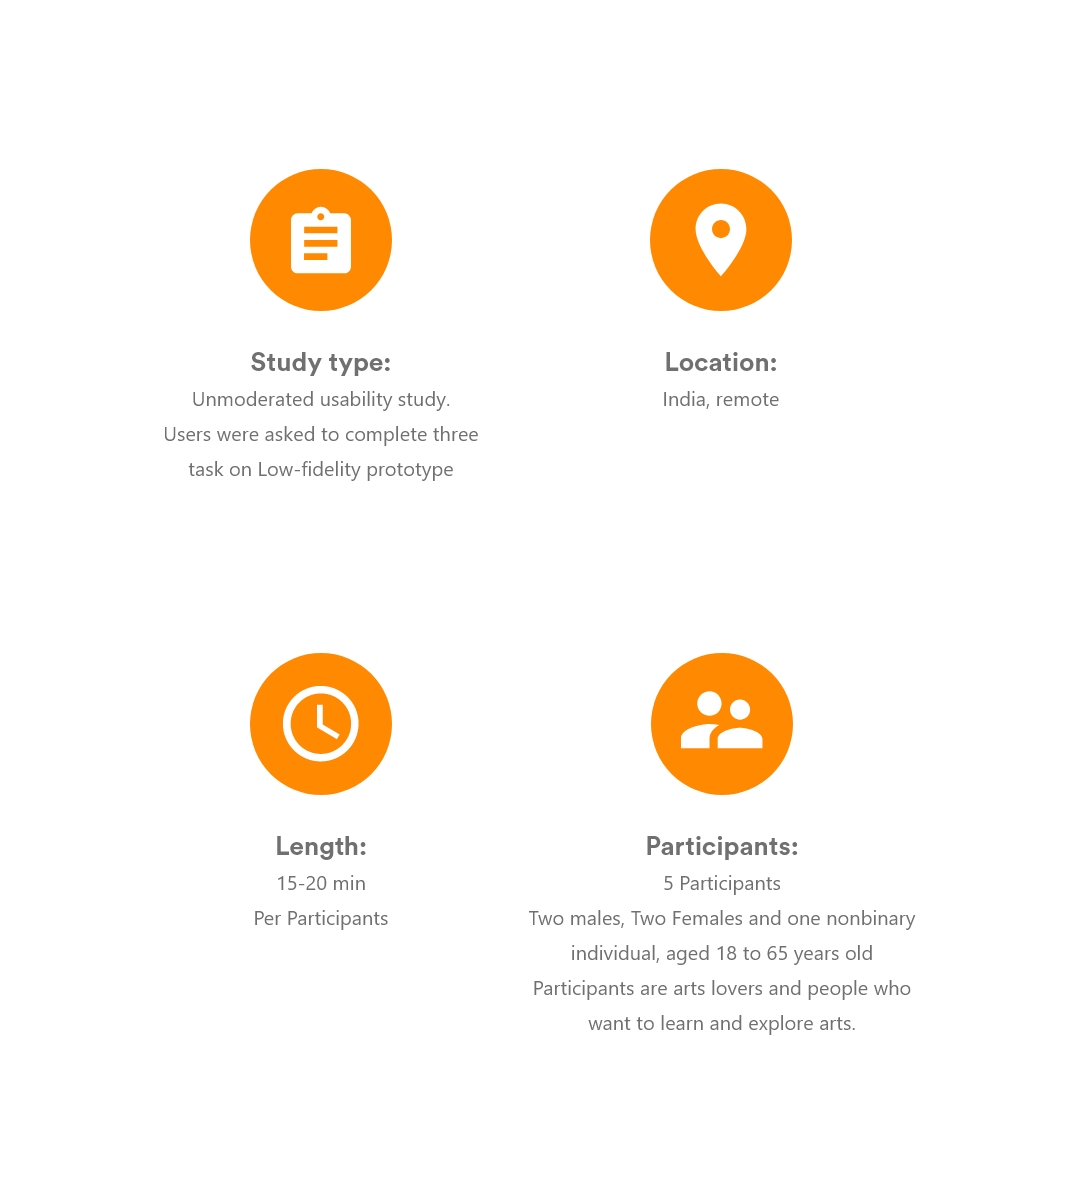 Study type:
Unmoderated usability study.
Users were asked to complete three
task on Low-fidelity prototype
Location:
India, remote
Length:
15-20 min
Per Participants
Participants:
5 Participants
Two males, Two Females and one nonbinary
individual, aged 18 to 65 years old
Participants are arts lovers and people who
want to learn and explore arts.